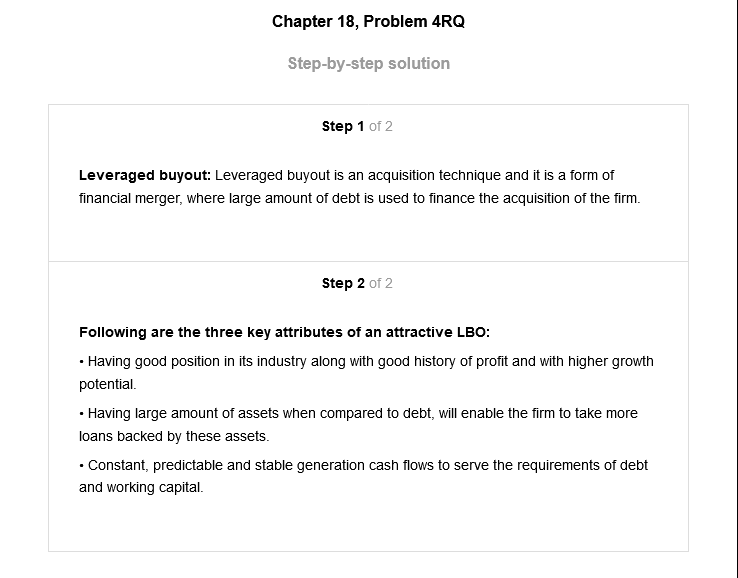 Chapter 18, Problem 4RQ
Step-by-step solution
Step 1 of 2
Leveraged buyout: Leveraged buyout is an acquisition technique and it is a form of
financial merger, where large amount of debt is used to finance the acquisition of the firm.
Step 2 of 2
Following are the three key attributes of an attractive LBO:
• Having good position in its industry along with good history of profit and with higher growth
potential.
• Having large amount of assets when compared to debt, will enable the firm to take more
loans backed by these assets.
• Constant, predictable and stable generation cash flows to serve the requirements of debt
and working capital.